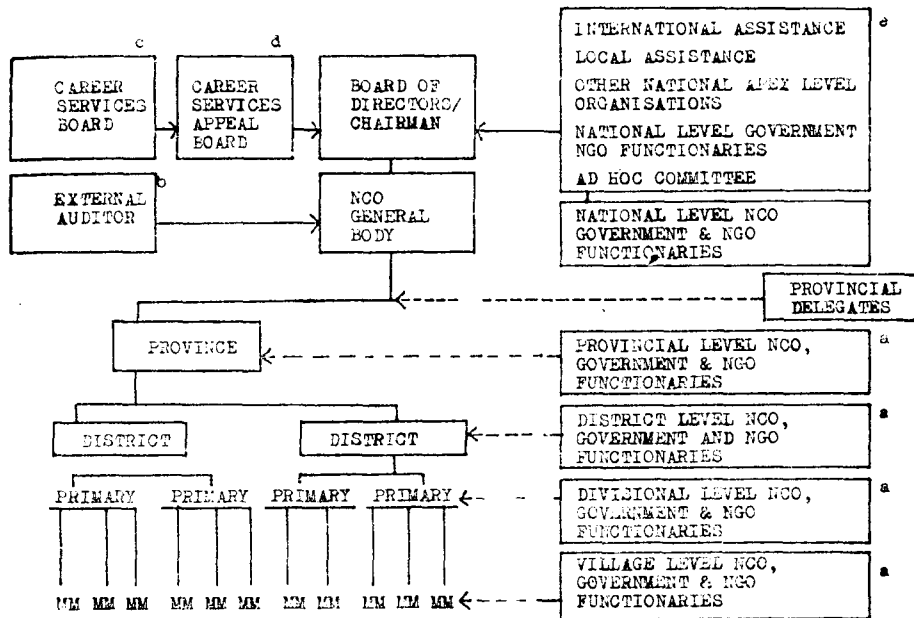 c
CAREER
SERVICES
BOARD
d
CAREER
SERVICES
APPEAL
BOARD
BOARD OF
DIRECTORS/
CHAIRMAN
e
INTERNATIONAL ASSISTANCE
LOCAL ASSISTANCE
OTHER NATIONAL APEX LEVEL
ORGANISATIONS
NATIONAL LEVEL GOVERNMENT
NGO FUNCTIONARIES
AD HOC COMMITTEE
b
EXTERNAL
AUDITOR
NCO
GENERAL
BODY
NATIONAL LEVEL NCO
GOVERNMENT & NGO
FUNCTIONARIES
PROVINCIAL
DELEGATES
PROVINCE
PROVINCIAL LEVEL NCO,
GOVERNMENT & NGO
FUNCTIONARIES
a
DISTRICT
DISTRICT
DISTRICT LEVEL NCO,
GOVERNMENT AND NGO
FUNCTIONARIES
a
PRIMARY PRIMARY PRIMARY PRIMARY
DIVISIONAL LEVEL NCO,
GOVERNMENT & NGO
FUNCTIONARIES
a
MM MM MM MM MM MM MM MM MM MM MM
VILLAGE LEVEL NCO,
GOVERNMENT & NGO
FUNCTIONARIES
a